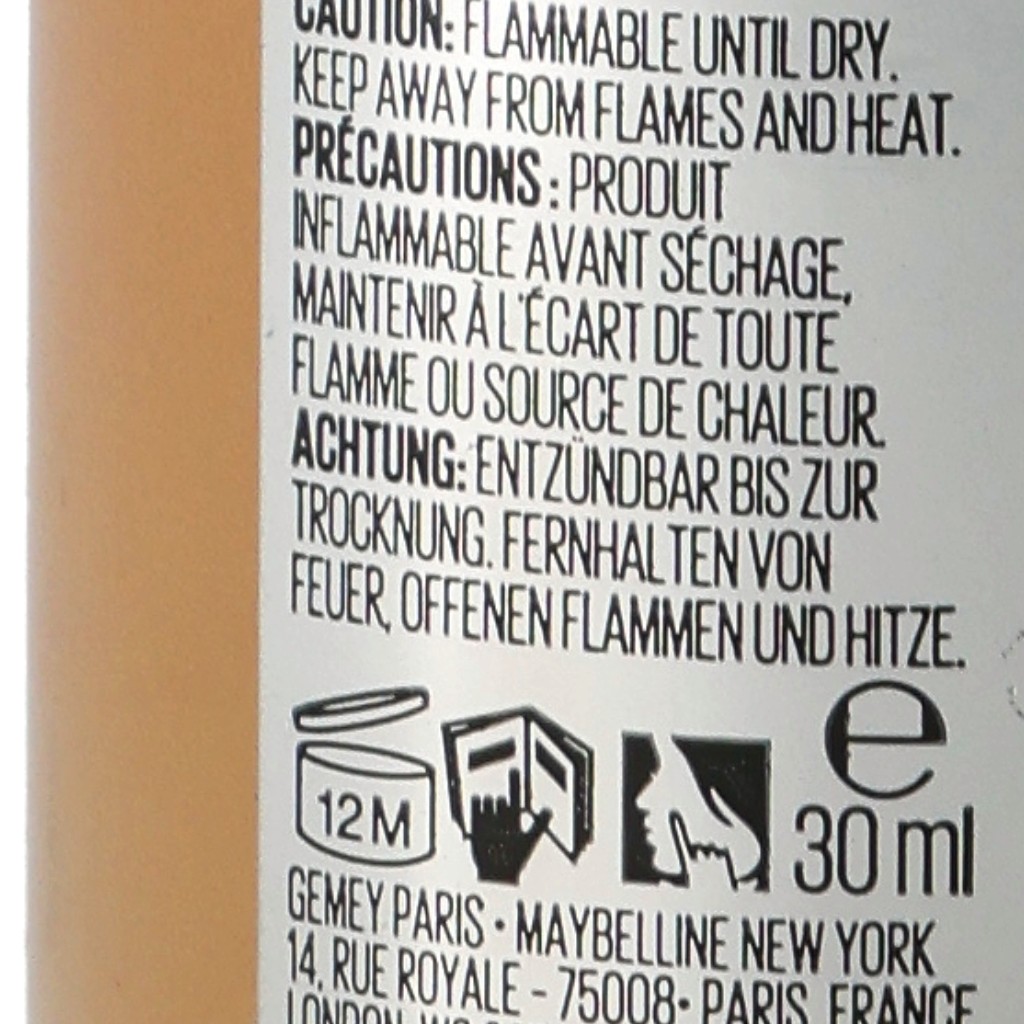 CAUTION: FLAMMABLE UNTIL DRY.
KEEP AWAY FROM FLAMES AND HEAT.
PRÉCAUTIONS : PRODUIT
INFLAMMABLE AVANT SÉCHAGE,
MAINTENIR À L'ÉCART DE TOUTE
FLAMME OU SOURCE DE CHALEUR.
ACHTUNG: ENTZÜNDBAR BIS ZUR
TROCKNUNG. FERNHALTEN VON
FEUER, OFFENEN FLAMMEN UND HITZE.
12 M
e
30 ml
GEMEY PARIS • MAYBELLINE NEW YORK
14, RUE ROYALE - 75008• PARIS, FRANCE
LONDON,